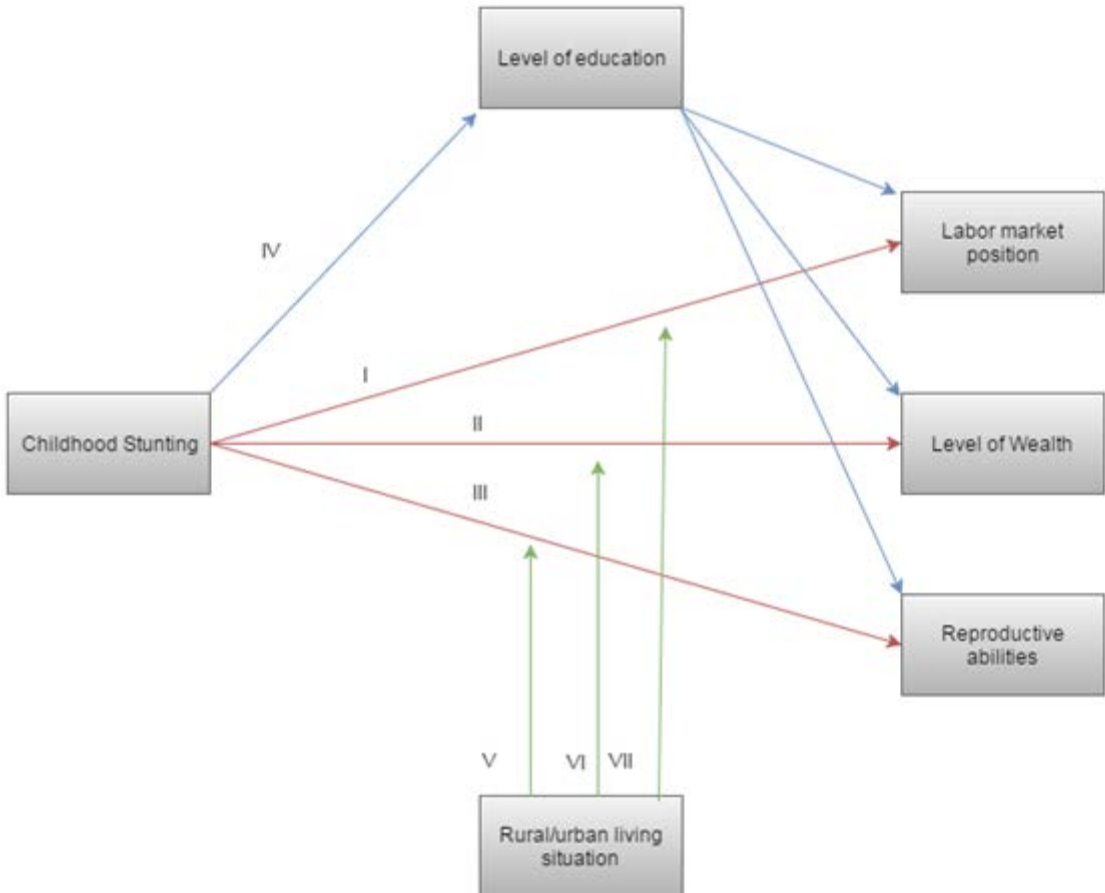 Level of education
Labor market
position
IV
I
Childhood Stunting
II
Level of Wealth
III
Reproductive
abilities
V
VI
VII
Rural/urban living
situation